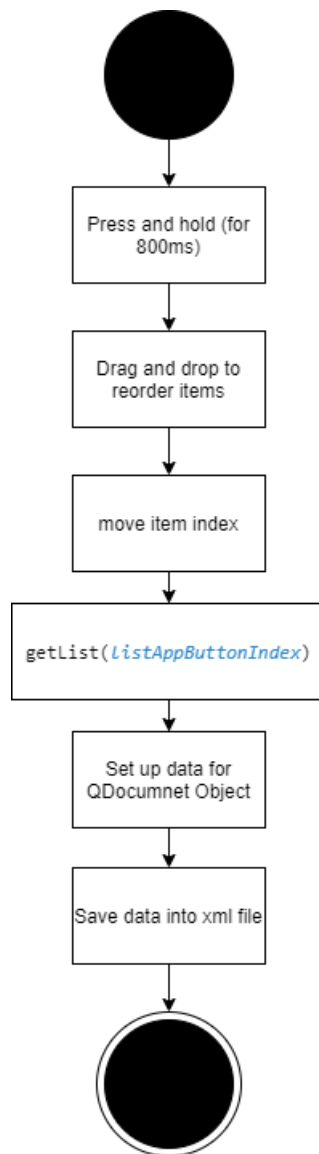 Press and hold (for
800ms)
Drag and drop to
reorder items
move item index
getList(listAppButtonIndex)
Set up data for
QDocumnet Object
Save data into xml file